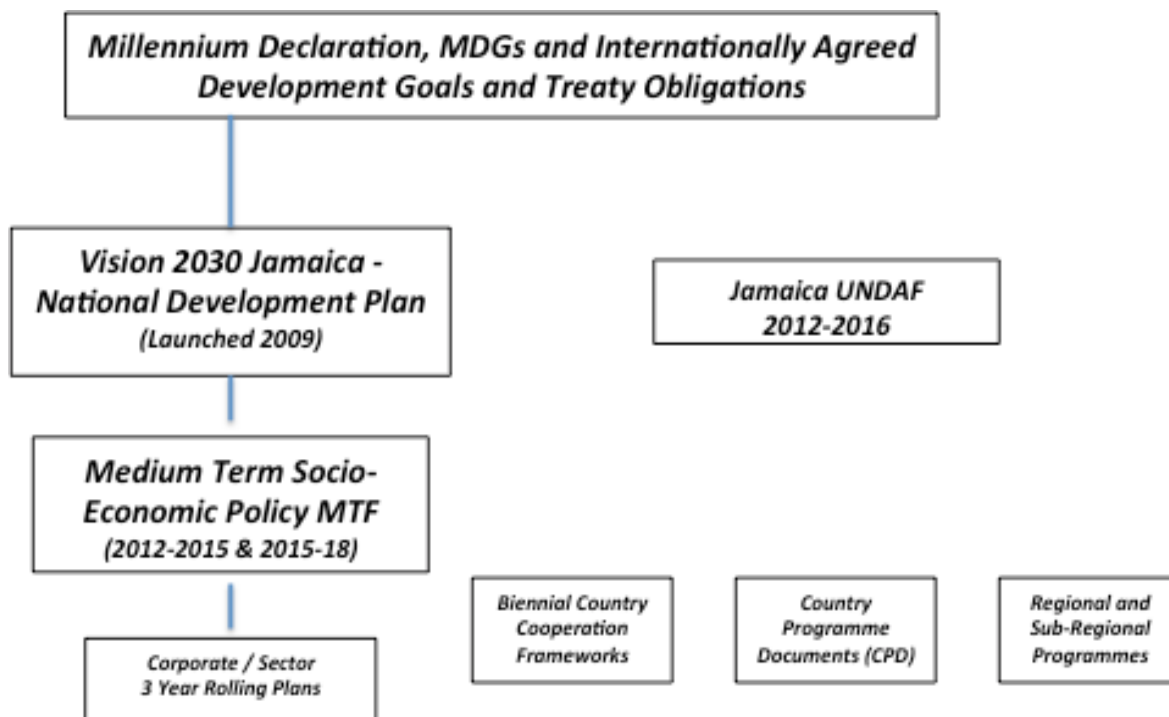 Millennium Declaration, MDGs and Internationally Agreed
Development Goals and Treaty Obligations
Vision 2030 Jamaica -
National Development Plan
(Launched 2009)
Jamaica UNDAF
2012-2016
Medium Term Socio-
Economic Policy MTF
(2012-2015 & 2015-18)
Biennial Country
Cooperation
Frameworks
Country
Programme
Documents (CPD)
Regional and
Sub-Regional
Programmes
Corporate / Sector
3 Year Rolling Plans